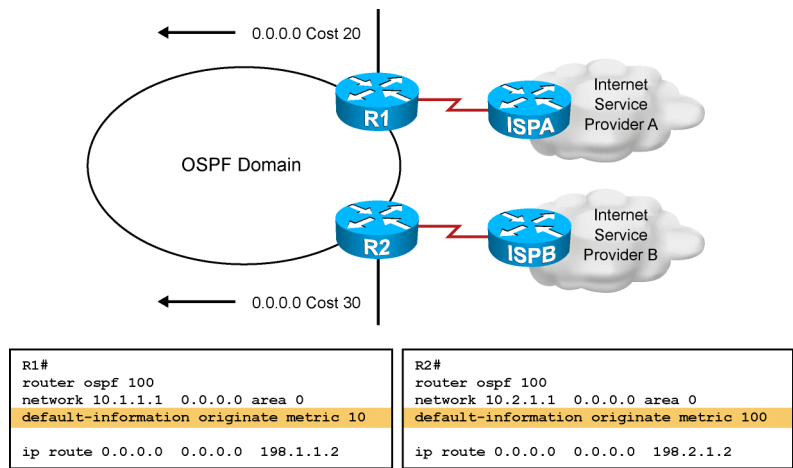 0.0.0.0 Cost 20
R1
ISPA
Internet
Service
Provider A
OSPF Domain
R2
ISPB
Internet
Service
Provider B
0.0.0.0 Cost 30
R1#
router ospf 100
network 10.1.1.1 0.0.0.0 area 0
default-information originate metric 10
ip route 0.0.0.0 0.0.0.0 198.1.1.2
R2#
router ospf 100
network 10.2.1.1 0.0.0.0 area 0
default-information originate metric 100
ip route 0.0.0.0 0.0.0.0 198.2.1.2